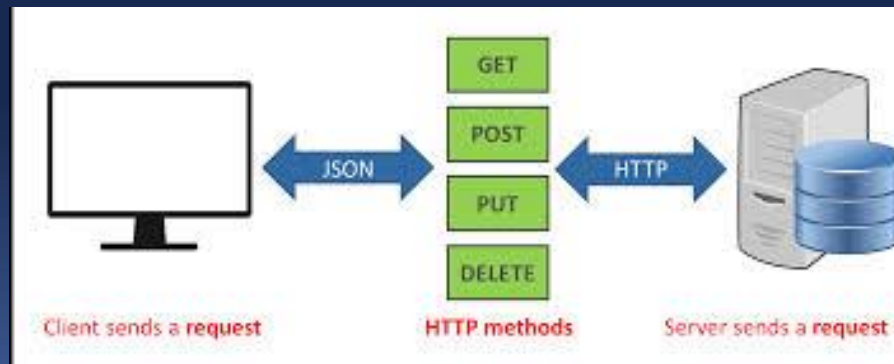 GET
POST
JSON
HTTP
PUT
DELETE
Client sends a request
HTTP methods
Server sends a request